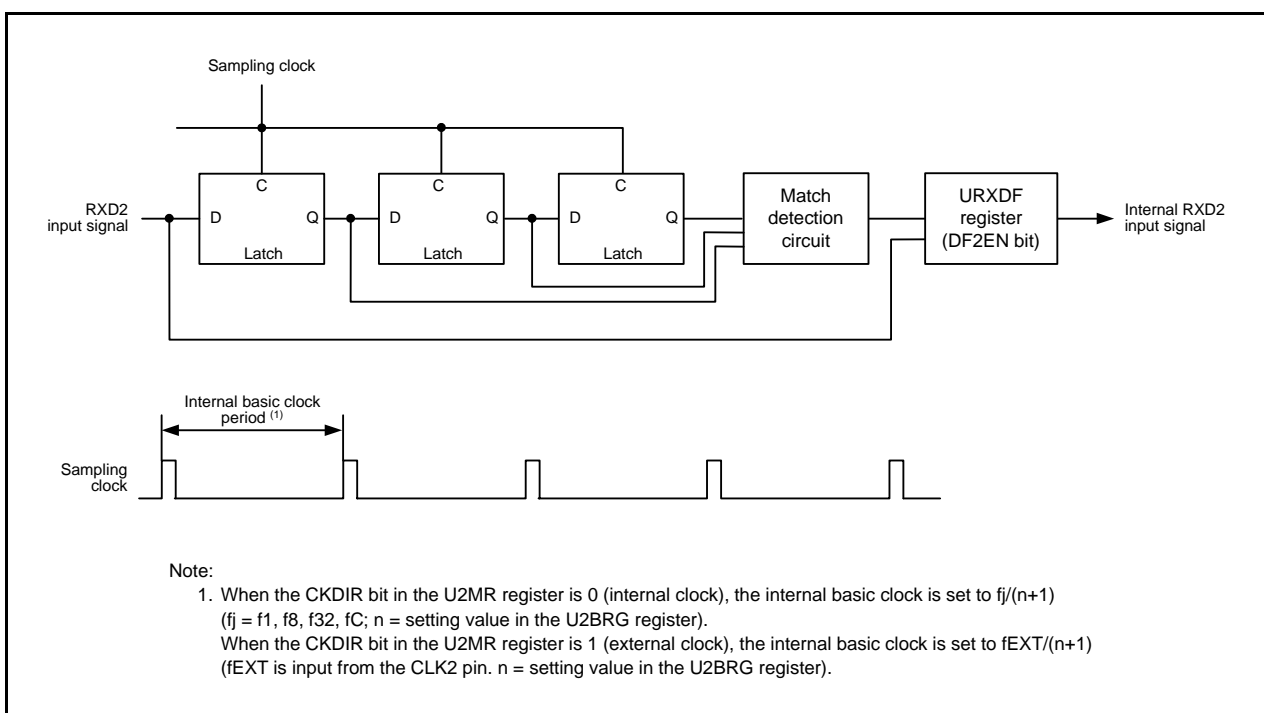 Sampling clock
C
C
C
RXD2
input signal
D
Q
D
Q
D
Q
Latch
Latch
Latch
Match
detection
circuit
URXDF
register
(DF2EN bit)
Internal RXD2
input signal
Internal basic clock
period (1)
Sampling
clock
Note:
1. When the CKDIR bit in the U2MR register is 0 (internal clock), the internal basic clock is set to fj/(n+1)
(fj = f1, f8, f32, fC; n = setting value in the U2BRG register).
When the CKDIR bit in the U2MR register is 1 (external clock), the internal basic clock is set to fEXT/(n+1)
(fEXT is input from the CLK2 pin. n = setting value in the U2BRG register).